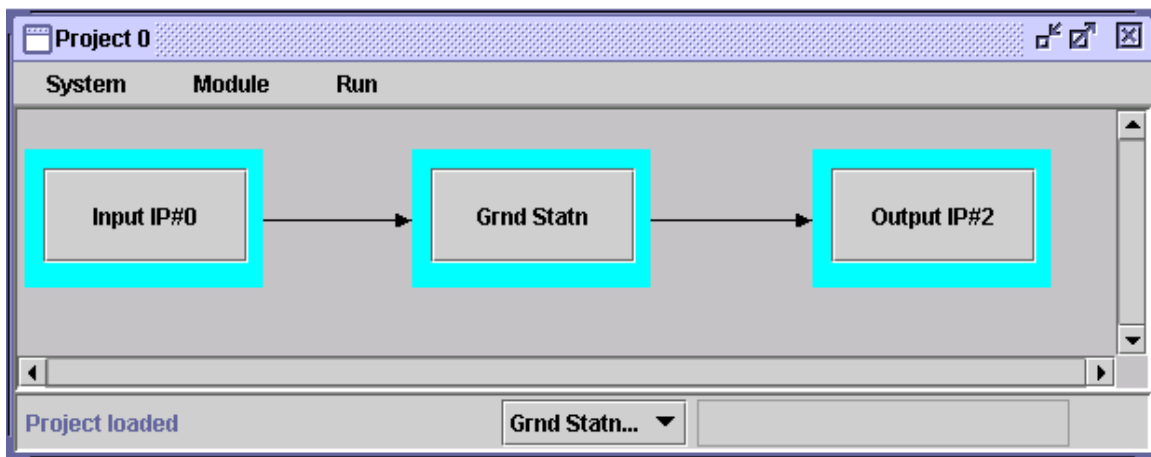 Project 0
System Module Run
Input IP#0 Grnd Statn Output IP#2
Project loaded Grnd Statn...